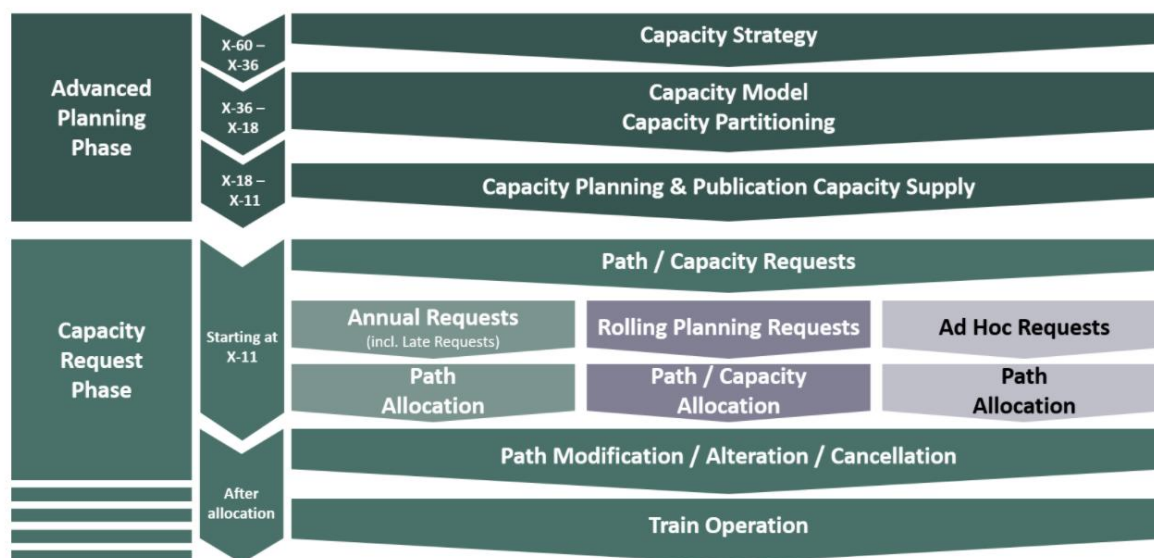 Advanced
Planning
Phase
X-60 –
X-36
Capacity Strategy
X-36 –
X-18
Capacity Model
Capacity Partitioning
X-18 –
X-11
Capacity Planning & Publication Capacity Supply
Capacity
Request
Phase
Starting at
X-11
Path / Capacity Requests
Annual Requests
(incl. Late Requests)
Rolling Planning Requests
Ad Hoc Requests
Path
Allocation
Path / Capacity
Allocation
Path
Allocation
After
allocation
Path Modification / Alteration / Cancellation
Train Operation